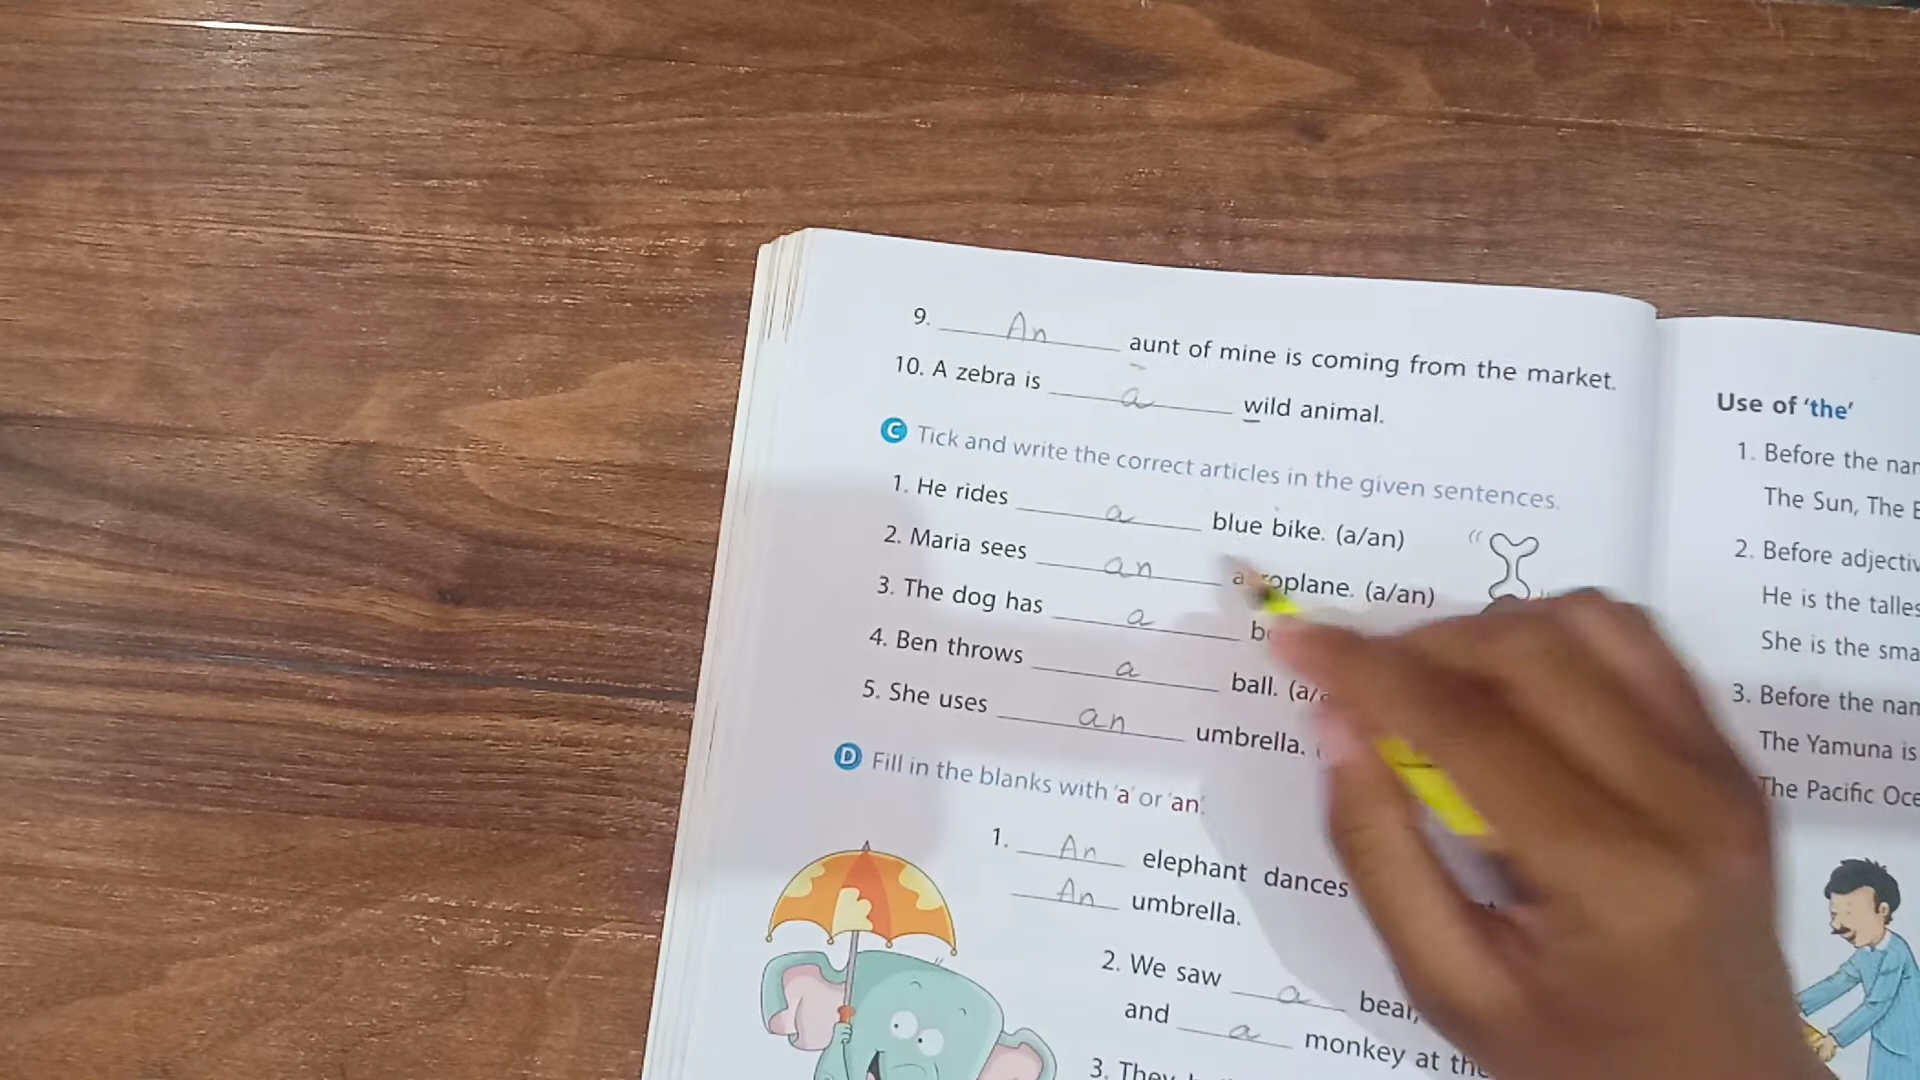 9. An aunt of mine is coming from the market.
10. A zebra is a wild animal.
C Tick and write the correct articles in the given sentences.
1. He rides a blue bike. (a/an)
2. Maria sees an aeroplane. (a/an)
3. The dog has a
4. Ben throws a ball. (a/
5. She uses an umbrella.
D Fill in the blanks with 'a' or 'an'.
1. An elephant dances
An umbrella.
2. We saw a bear,
and a monkey at the
3. They
Use of 'the'
1. Before the
The Sun, The
2. Before
He is the
She is the
3. Before the
The Yamuna is
The Pacific